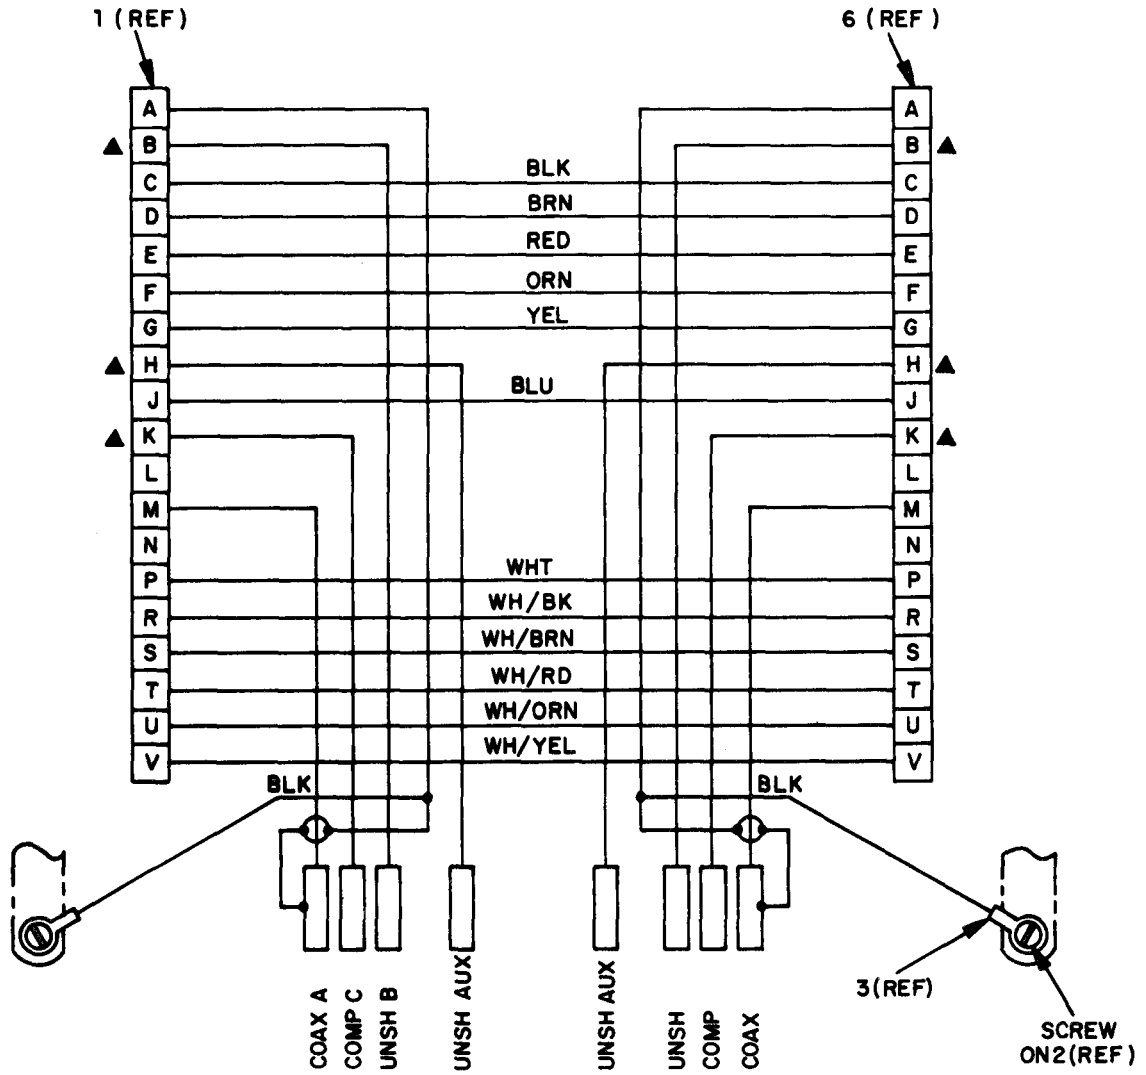 1 (REF)
6 (REF)
A
A
B
B
BLK
C
C
BRN
D
D
RED
E
E
ORN
F
F
YEL
G
G
H
H
BLU
J
J
K
K
L
L
M
M
N
N
WHT
P
P
WH/BK
R
R
WH/BRN
S
S
WH/RD
T
T
WH/ORN
U
U
WH/YEL
V
V
BLK
BLK
COAX A
COMP C
UNSH B
UNSH AUX
UNSH AUX
UNSH
COMP
COAX
3(REF)
SCREW
ON2(REF)